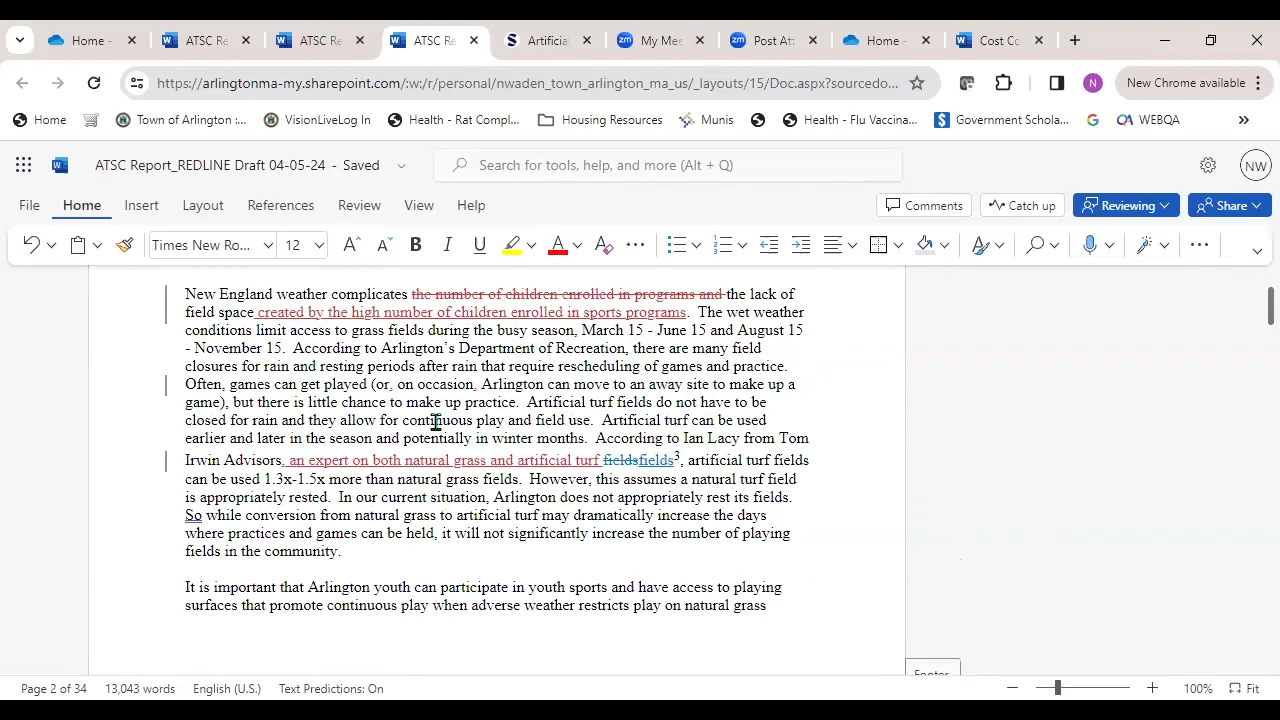 Home -
ATSC Re
ATSC Re
ATSC Re
Artificial
My Mee
Post Att
Home -
Cost Co
https://arlingtonma-my.sharepoint.com/:w:/r/personal/nwaden_town_arlington_ma_us/_layouts/15/Doc.aspx?sourcedo...
N
New Chrome available
Home
Town of Arlington :...
VisionLiveLog In
Health - Rat Compl...
Housing Resources
Munis
Health - Flu Vaccina...
Government Schola...
WEBQA
ATSC Report_REDLINE Draft 04-05-24 - Saved
Search for tools, help, and more (Alt + Q)
NW
File Home Insert Layout References Review View Help
Comments
Catch up
Reviewing
Share
Times New Ro...
12
New England weather complicates the number of children enrolled in programs and the lack of
field space created by the high number of children enrolled in sports programs. The wet weather
conditions limit access to grass fields during the busy season, March 15 - June 15 and August 15
- November 15. According to Arlington's Department of Recreation, there are many field
closures for rain and resting periods after rain that require rescheduling of games and practice.
Often, games can get played (or, on occasion, Arlington can move to an away site to make up a
game), but there is little chance to make up practice. Artificial turf fields do not have to be
closed for rain and they allow for continuous play and field use. Artificial turf can be used
earlier and later in the season and potentially in winter months. According to Ian Lacy from Tom
Irwin Advisors, an expert on both natural grass and artificial turf fieldsfields3, artificial turf fields
can be used 1.3x-1.5x more than natural grass fields. However, this assumes a natural turf field
is appropriately rested. In our current situation, Arlington does not appropriately rest its fields.
So while conversion from natural grass to artificial turf may dramatically increase the days
where practices and games can be held, it will not significantly increase the number of playing
fields in the community.
It is important that Arlington youth can participate in youth sports and have access to playing
surfaces that promote continuous play when adverse weather restricts play on natural grass
Footer
Page 2 of 34
13,043 words
English (U.S.)
Text Predictions: On
100%
Fit